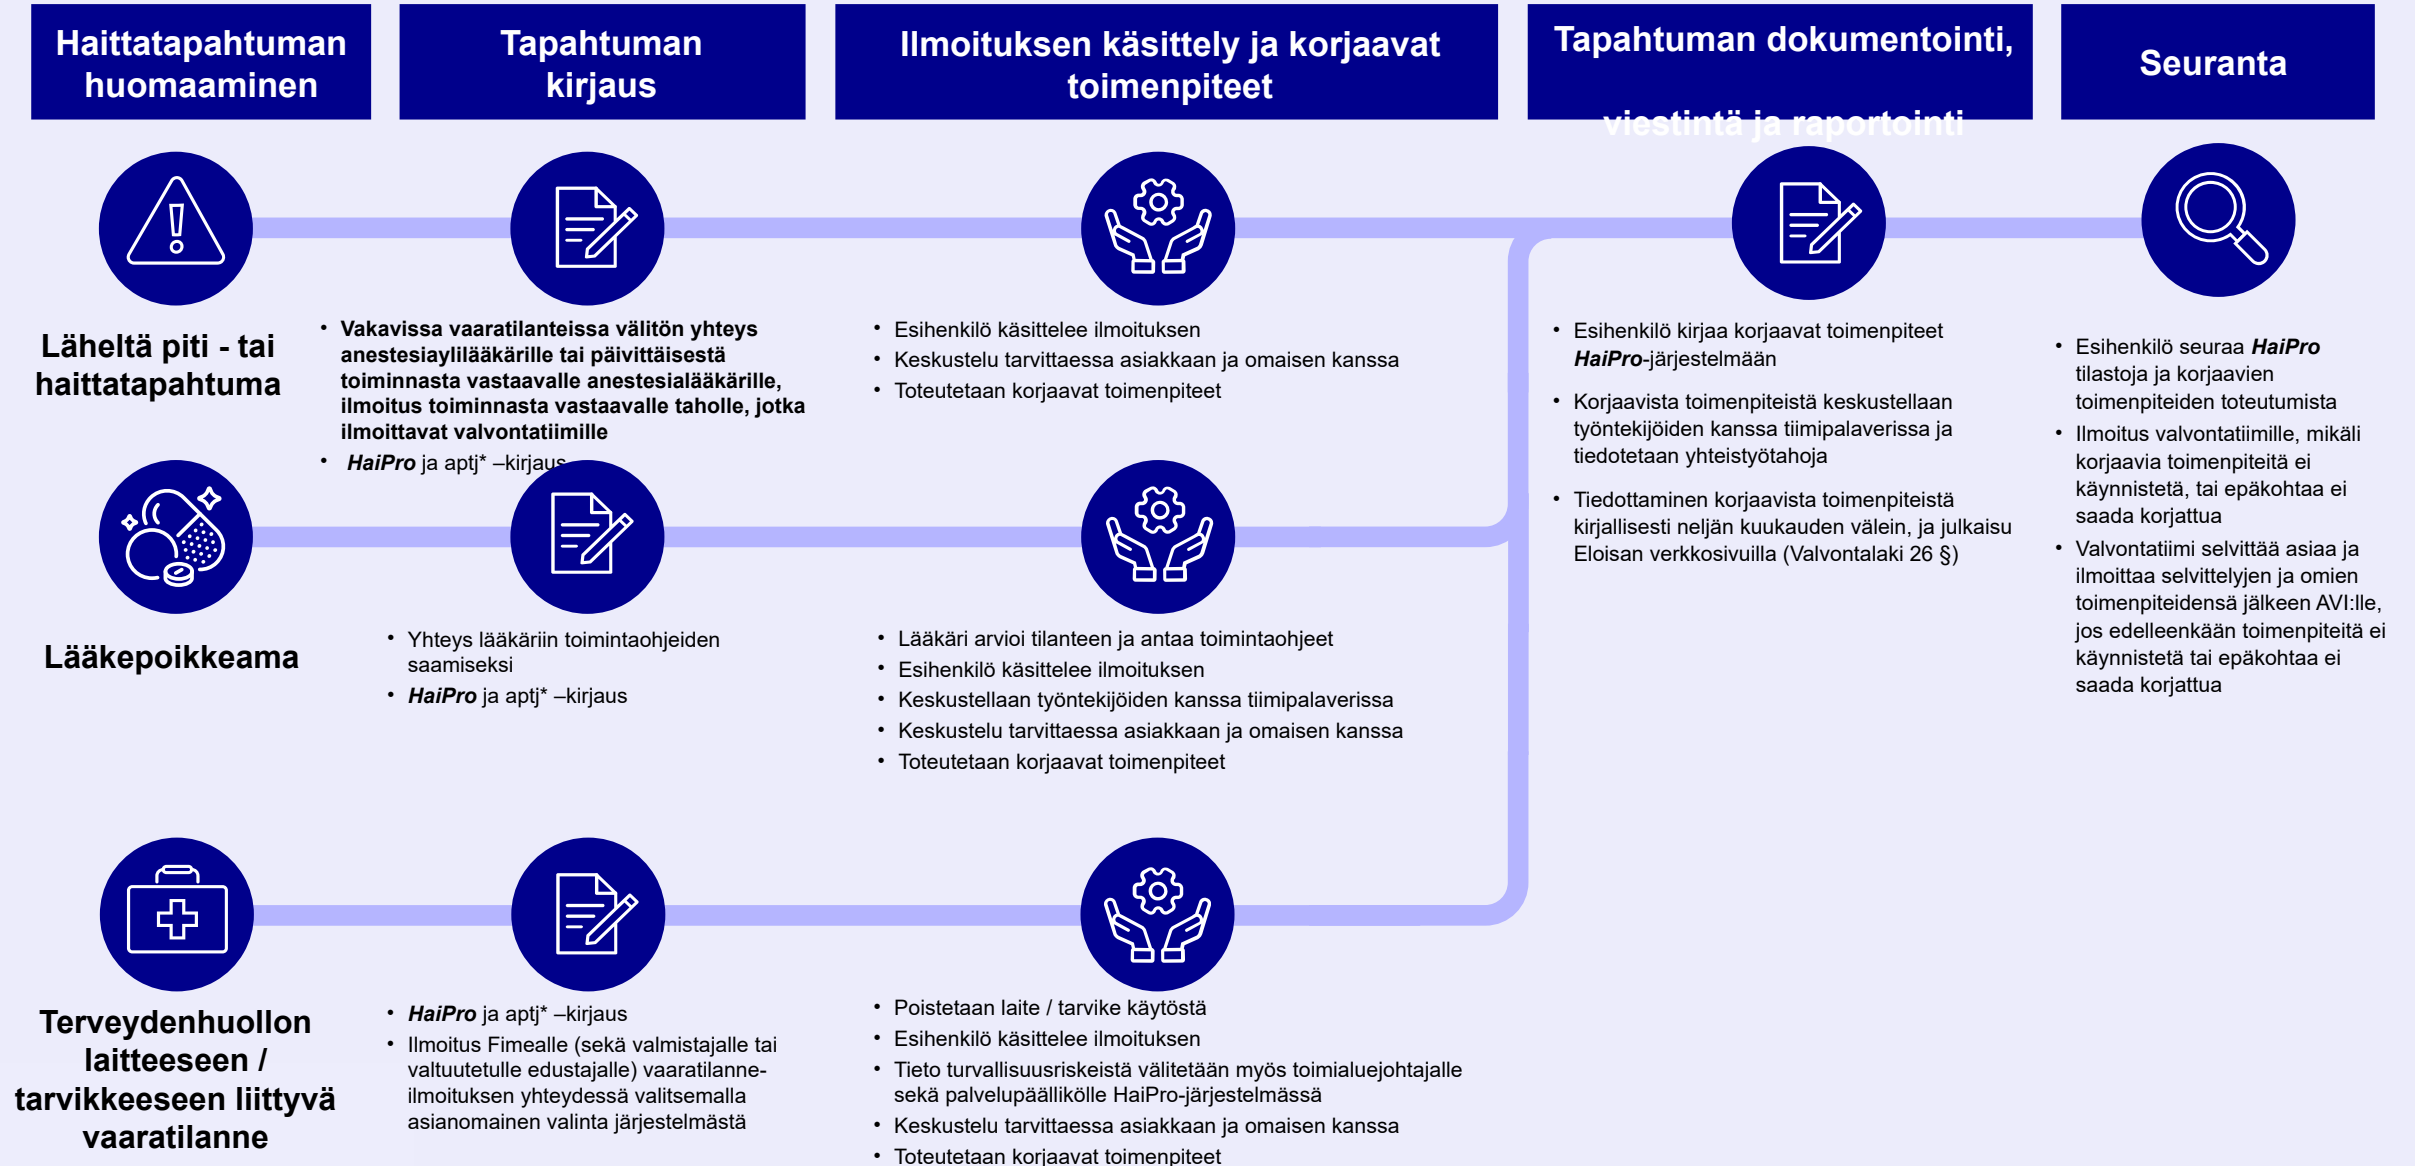 Haittatapahtuman
huomaaminen
Tapahtuman
kirjaus
Ilmoituksen käsittely ja korjaavat
toimenpiteet
Tapahtuman dokumentointi,
viestintä ja raportointi
Seuranta
Läheltä piti - tai
haittatapahtuma
• Vakavissa vaaratilanteissa välitön yhteys
anestesiaylilääkärille tai päivittäisestä
toiminnasta vastaavalle anestesialääkärille,
ilmoitus toiminnasta vastaavalle taholle, jotka
ilmoittavat valvontatiimille
• HaiPro ja aptj* –kirjaus
• Esihenkilö käsittelee ilmoituksen
• Keskustelu tarvittaessa asiakkaan ja omaisen kanssa
• Toteutetaan korjaavat toimenpiteet
• Esihenkilö kirjaa korjaavat toimenpiteet
HaiPro-järjestelmään
• Korjaavista toimenpiteistä keskustellaan
työntekijöiden kanssa tiimipalaverissa ja
tiedotetaan yhteistyötahoja
• Tiedottaminen korjaavista toimenpiteistä
kirjallisesti neljän kuukauden välein, ja julkaisu
Eloisan verkkosivuilla (Valvontalaki 26 §)
• Esihenkilö seuraa HaiPro
tilastoja ja korjaavien
toimenpiteiden toteutumista
• Ilmoitus valvontatiimille, mikäli
korjaavia toimenpiteitä ei
käynnistetä, tai epäkohtaa ei
saada korjattua
• Valvontatiimi selvittää asiaa ja
ilmoittaa selvittelyjen ja omien
toimenpiteidensä jälkeen AVI:lle,
jos edelleenkään toimenpiteitä ei
käynnistetä tai epäkohtaa ei
saada korjattua
Lääkepoikkeama
• Yhteys lääkäriin toimintaohjeiden
saamiseksi
• HaiPro ja aptj* –kirjaus
• Lääkäri arvioi tilanteen ja antaa toimintaohjeet
• Esihenkilö käsittelee ilmoituksen
• Keskustellaan työntekijöiden kanssa tiimipalaverissa
• Keskustelu tarvittaessa asiakkaan ja omaisen kanssa
• Toteutetaan korjaavat toimenpiteet
Terveydenhuollon
laitteeseen /
tarvikkeeseen liittyvä
vaaratilanne
• HaiPro ja aptj* –kirjaus
• Ilmoitus Fimealle (sekä valmistajalle tai
valtuutetulle edustajalle) vaaratilanne-
ilmoituksen yhteydessä valitsemalla
asianomainen valinta järjestelmästä
• Poistetaan laite / tarvike käytöstä
• Esihenkilö käsittelee ilmoituksen
• Tieto turvallisuusriskeistä välitetään myös toimialuejohtajalle
sekä palvelupäällikölle HaiPro-järjestelmässä
• Keskustelu tarvittaessa asiakkaan ja omaisen kanssa
• Toteutetaan korjaavat toimenpiteet